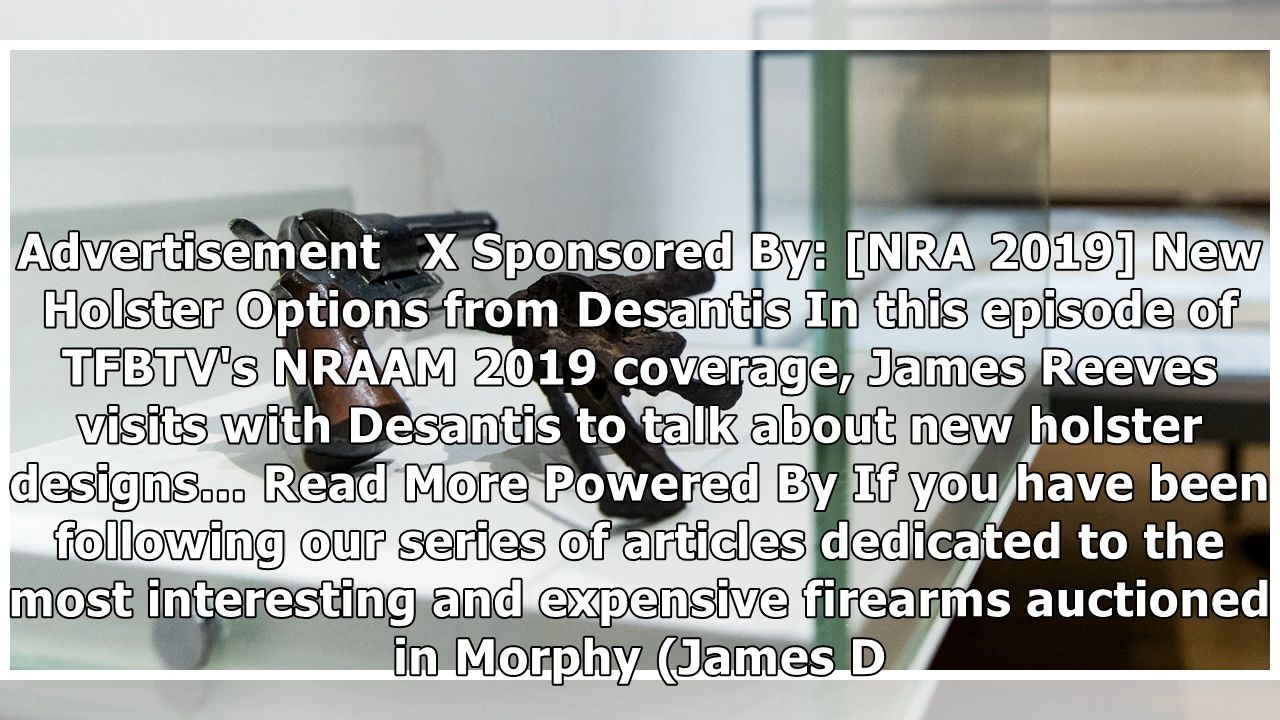 Advertisement   X Sponsored By: [NRA 2019] New
Holster Options from Desantis In this episode of
TFBTV's NRAAM 2019 coverage, James Reeves
visits with Desantis to talk about new holster
designs... Read More Powered By If you have been
following our series of articles dedicated to the
most interesting and expensive firearms auctioned
in Morphy (James D